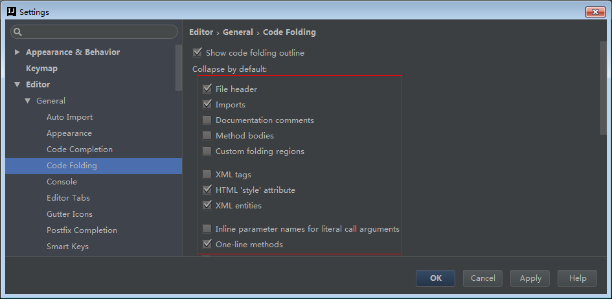 Settings
Appearance & Behavior
Keymap
Editor
General
Auto Import
Appearance
Code Completion
Code Folding
Console
Editor Tabs
Gutter Icons
Postfix Completion
Smart Keys
Editor › General › Code Folding
Show code folding outline
Collapse by default:
File header
Imports
Documentation comments
Method bodies
Custom folding regions
XML tags
HTML 'style' attribute
XML entities
Inline parameter names for literal call arguments
One-line methods
OK
Cancel
Apply
Help